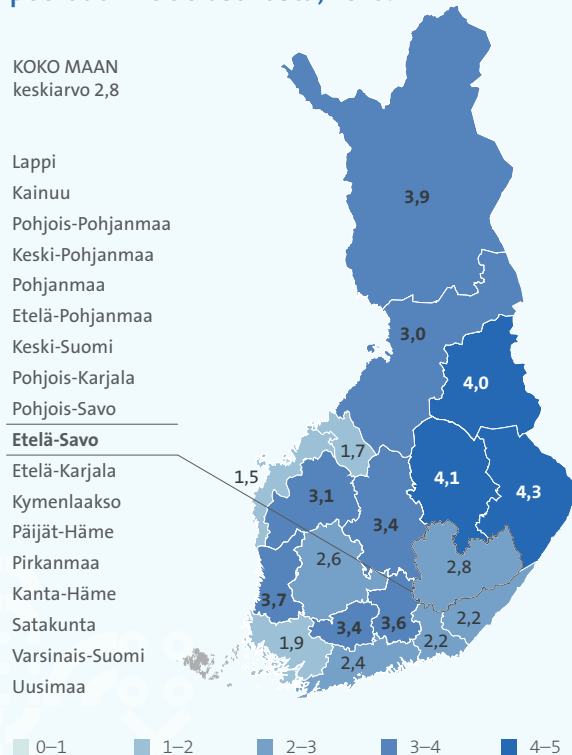 KOKO MAAN
keskiarvo 2,8
Lappi
Kainuu
Pohjois-Pohjanmaa
Keski-Pohjanmaa
Pohjanmaa
Etelä-Pohjanmaa
Keski-Suomi
Pohjois-Karjala
Pohjois-Savo
Etelä-Savo
Etelä-Karjala
Kymenlaakso
Päijät-Häme
Pirkanmaa
Kanta-Häme
Satakunta
Varsinais-Suomi
Uusimaa
3,9
3,0
4,0
1,7
1,5
4,1
4,3
3,1
3,4
2,6
2,8
3,7
3,6
3,4
2,2
1,9
2,2
2,4
0–1
1–2
2–3
3–4
4–5